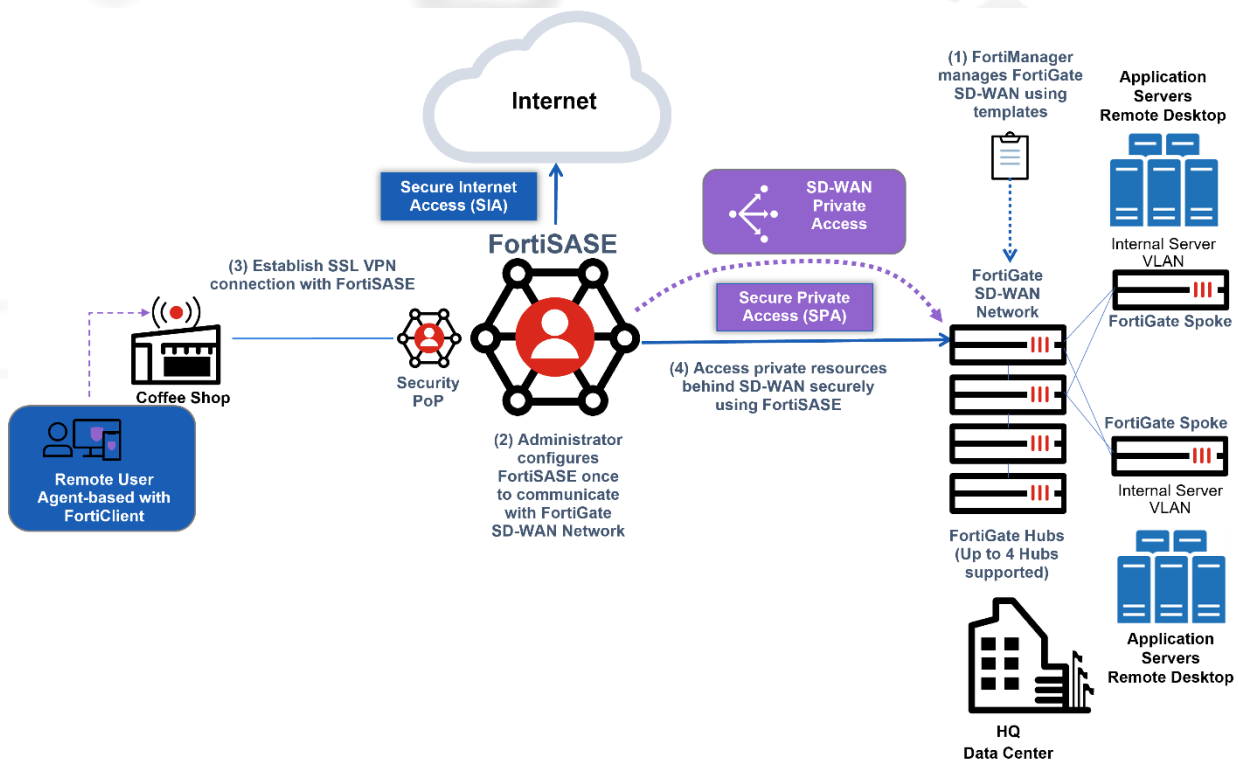 Internet
(1) FortiManager
manages FortiGate
SD-WAN using
templates
Application
Servers
Remote Desktop
Secure Internet
Access (SIA)
SD-WAN
Private
Access
FortiSASE
Internal Server
VLAN
(3) Establish SSL VPN
connection with FortiSASE
FortiGate
SD-WAN
Network
Secure Private
Access (SPA)
FortiGate Spoke
Security
PoP
(4) Access private resources
behind SD-WAN securely
using FortiSASE
Coffee Shop
FortiGate Spoke
(2) Administrator
configures
FortiSASE once
to communicate
with FortiGate
SD-WAN Network
Remote User
Agent-based with
FortiClient
Internal Server
VLAN
FortiGate Hubs
(Up to 4 Hubs
supported)
Application
Servers
Remote Desktop
HQ
Data Center